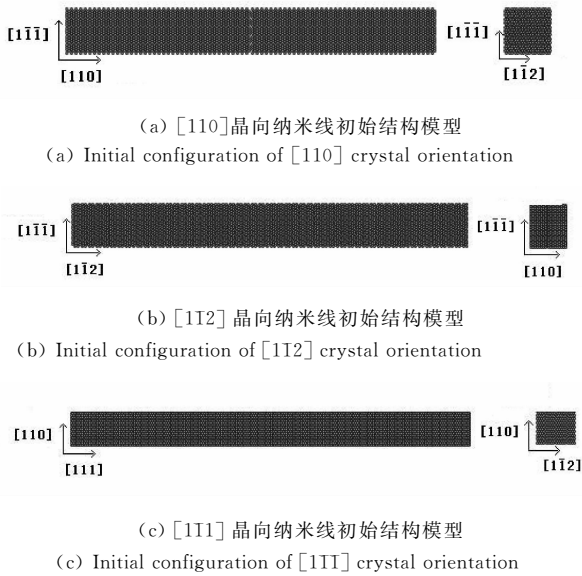 [11̄1̄]
[110]
[11̄1̄]
[11̄2]
(a) [110]晶向纳米线初始结构模型
(a) Initial configuration of [110] crystal orientation
[11̄1̄]
[11̄2]
[11̄1̄]
[110]
(b) [11̄2] 晶向纳米线初始结构模型
(b) Initial configuration of [11̄2] crystal orientation
[110]
[111]
[110]
[11̄2]
(c) [11̄1] 晶向纳米线初始结构模型
(c) Initial configuration of [11̄1̄] crystal orientation